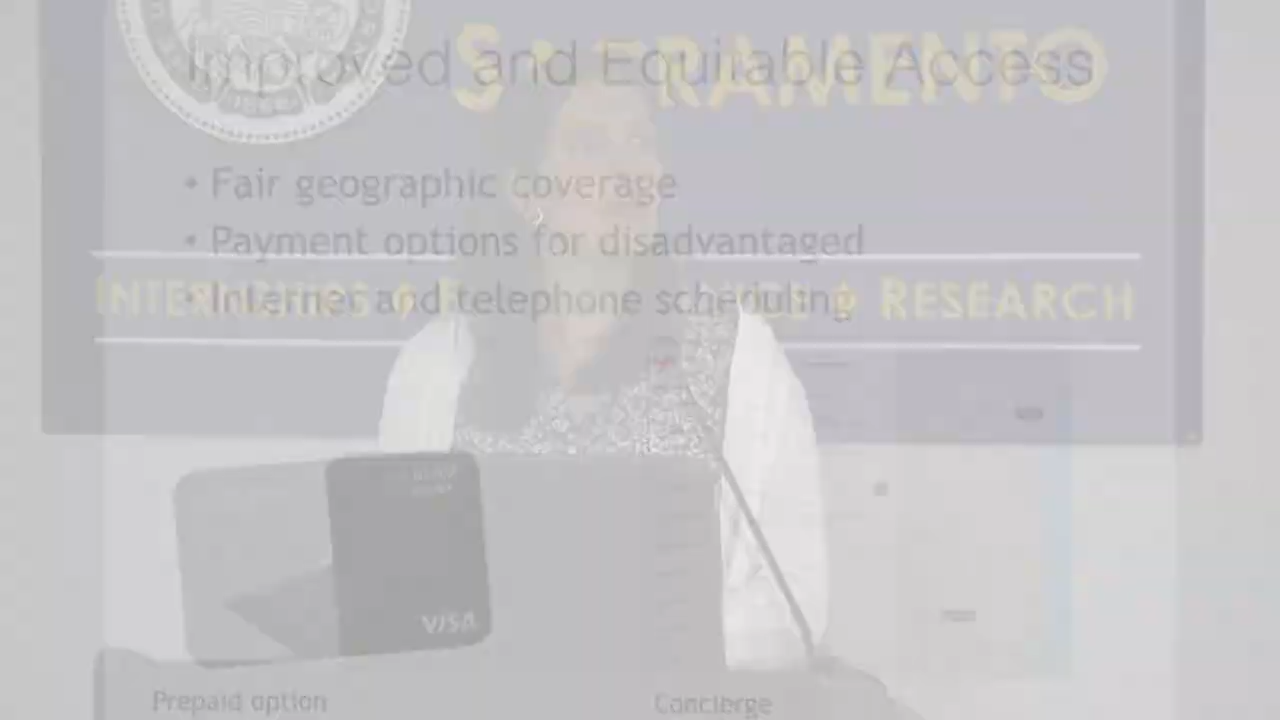 Improved and Equitable Access
SACRAMENTO
• Fair geographic coverage
• Payment options for disadvantaged
• Internet and telephone scheduling
INTERNSHIPS ♦ ♦ RESEARCH
VISA
Prepaid option
Concierge